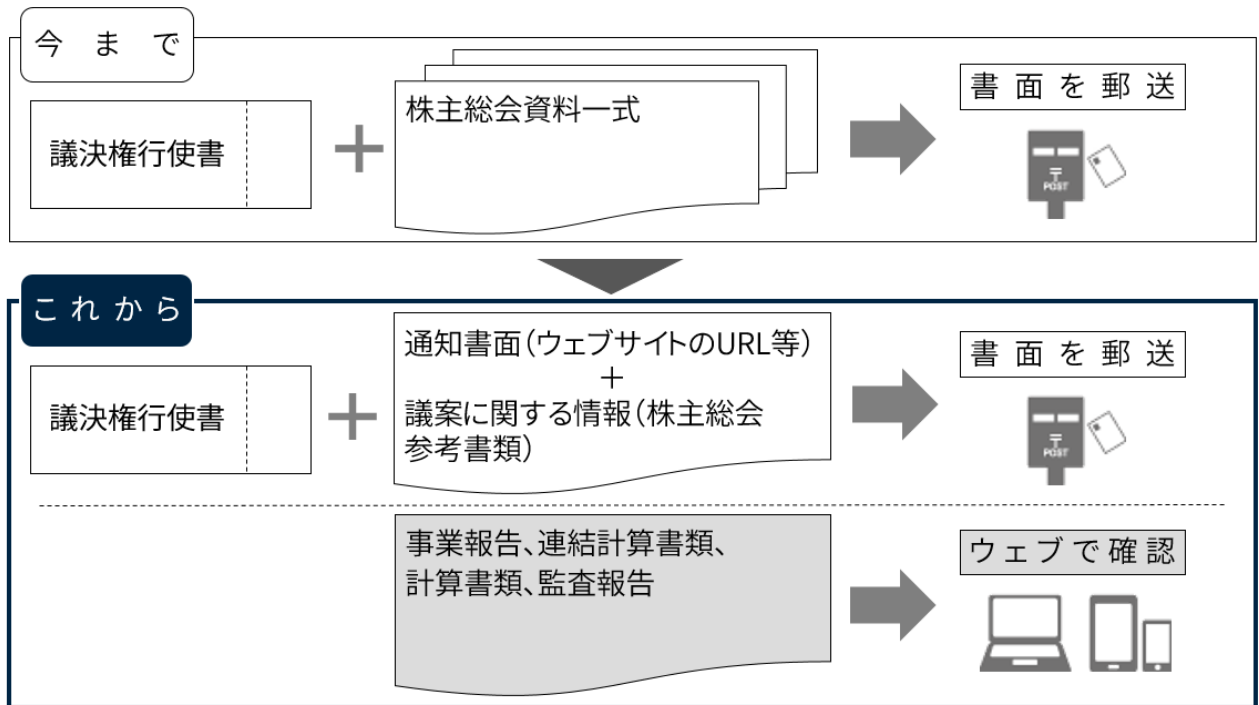 今まで
議決権行使書
＋
株主総会資料一式
書面を郵送
〒
POST
これから
議決権行使書
＋
通知書面（ウェブサイトのURL等）
＋
議案に関する情報（株主総会
参考書類）
書面を郵送
〒
POST
事業報告、連結計算書類、
計算書類、監査報告
ウェブで確認